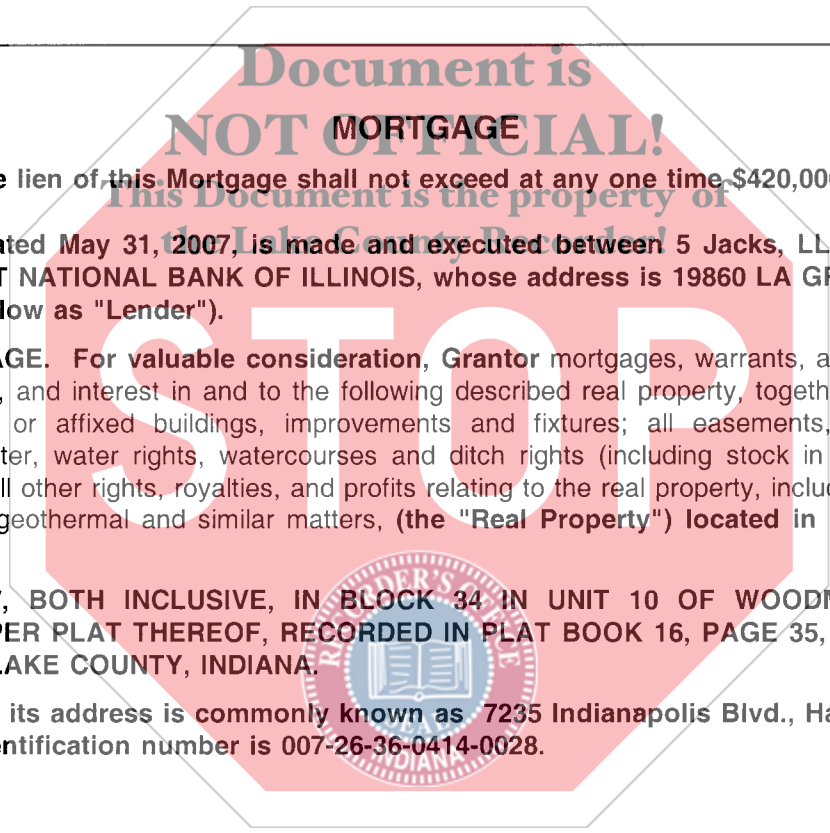 Document is
NOT OFFICIAL!
MORTGAGE
e lien of this Mortgage shall not exceed at any one time $420,00
This Document is the property of
the Lake County Recorder!
ated May 31, 2007, is made and executed between 5 Jacks, LL
T NATIONAL BANK OF ILLINOIS, whose address is 19860 LA GR
low as "Lender").
AGE. For valuable consideration, Grantor mortgages, warrants, a
, and interest in and to the following described real property, togeth
or affixed buildings, improvements and fixtures; all easements,
ter, water rights, watercourses and ditch rights (including stock in
ll other rights, royalties, and profits relating to the real property, includ
geothermal and similar matters, (the "Real Property") located in
STOP
, BOTH INCLUSIVE, IN BLOCK 34 IN UNIT 10 OF WOODM
PER PLAT THEREOF, RECORDED IN PLAT BOOK 16, PAGE 35,
LAKE COUNTY, INDIANA.
its address is commonly known as 7235 Indianapolis Blvd., Ha
entification number is 007-26-36-0414-0028.
RECORDER'S OFFICE
SEAL
INDIANA